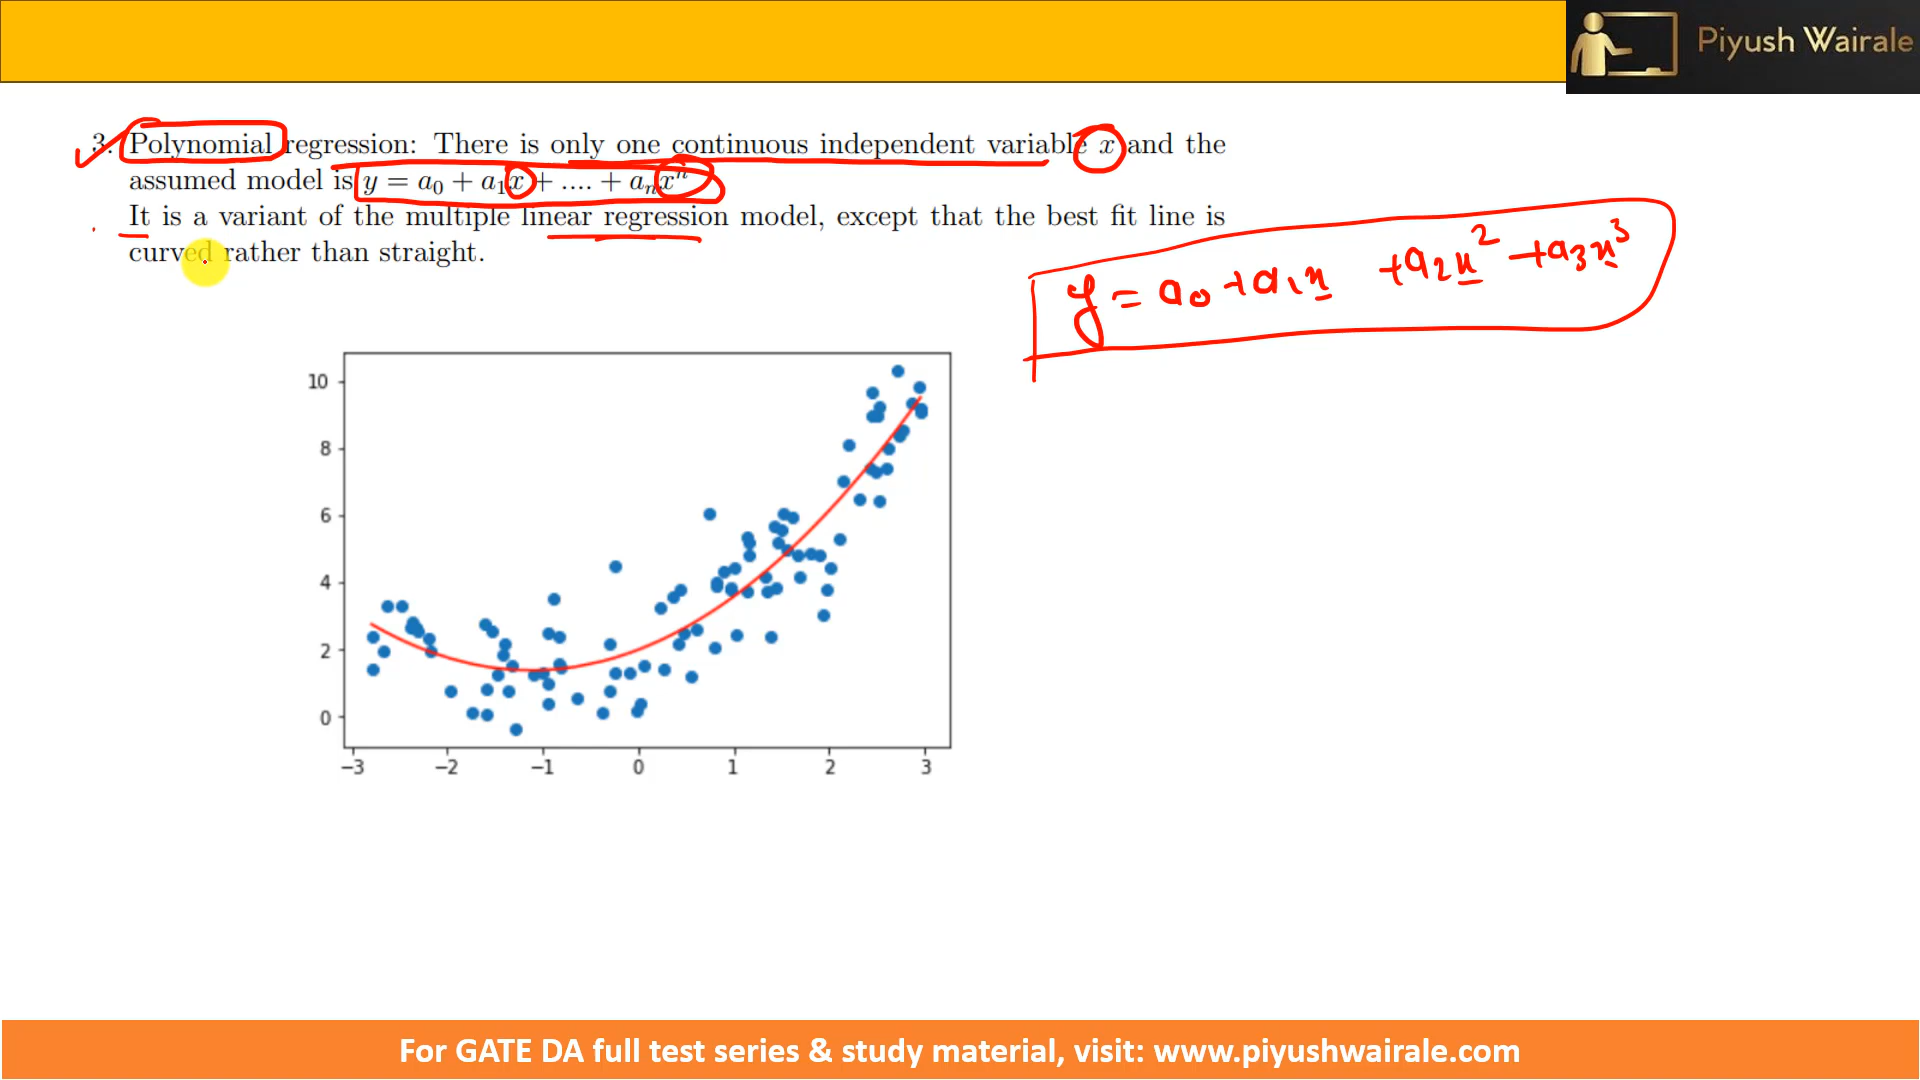 Piyush Wairale
3. Polynomial regression: There is only one continuous independent variable x and the
assumed model is y = a₀ + a₁x + .... + aₙxⁿ
It is a variant of the multiple linear regression model, except that the best fit line is
curved rather than straight.
y = a₀ + a₁x + a₂x² + a₃x³
10
8
6
4
2
0
−3 −2 −1 0 1 2 3
For GATE DA full test series & study material, visit: www.piyushwairale.com